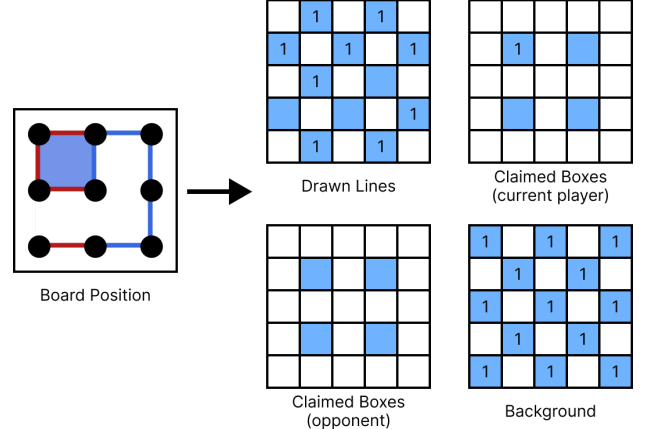 1 1
1 1 1
1
1
1 1
Drawn Lines
1
Claimed Boxes
(current player)
Board Position
Claimed Boxes
(opponent)
1 1 1
1 1
1 1 1
1 1
1 1 1
Background